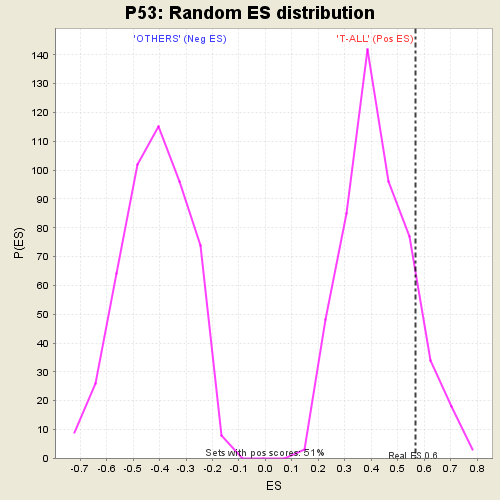 P53: Random ES distribution
'OTHERS' (Neg ES) 'T-ALL' (Pos ES)
140
130
120
110
100
90
80
70
60
50
40
30
20
10
0
P(ES)
Sets with pos scores: 51%
Real ES 0.6
-0.7 -0.6 -0.5 -0.4 -0.3 -0.2 -0.1 0.0 0.1 0.2 0.3 0.4 0.5 0.6 0.7 0.8
ES